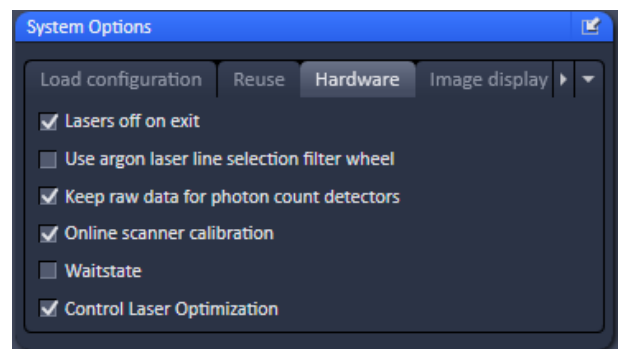 System Options
Load configuration Reuse Hardware Image display
Lasers off on exit
Use argon laser line selection filter wheel
Keep raw data for photon count detectors
Online scanner calibration
Waitstate
Control Laser Optimization